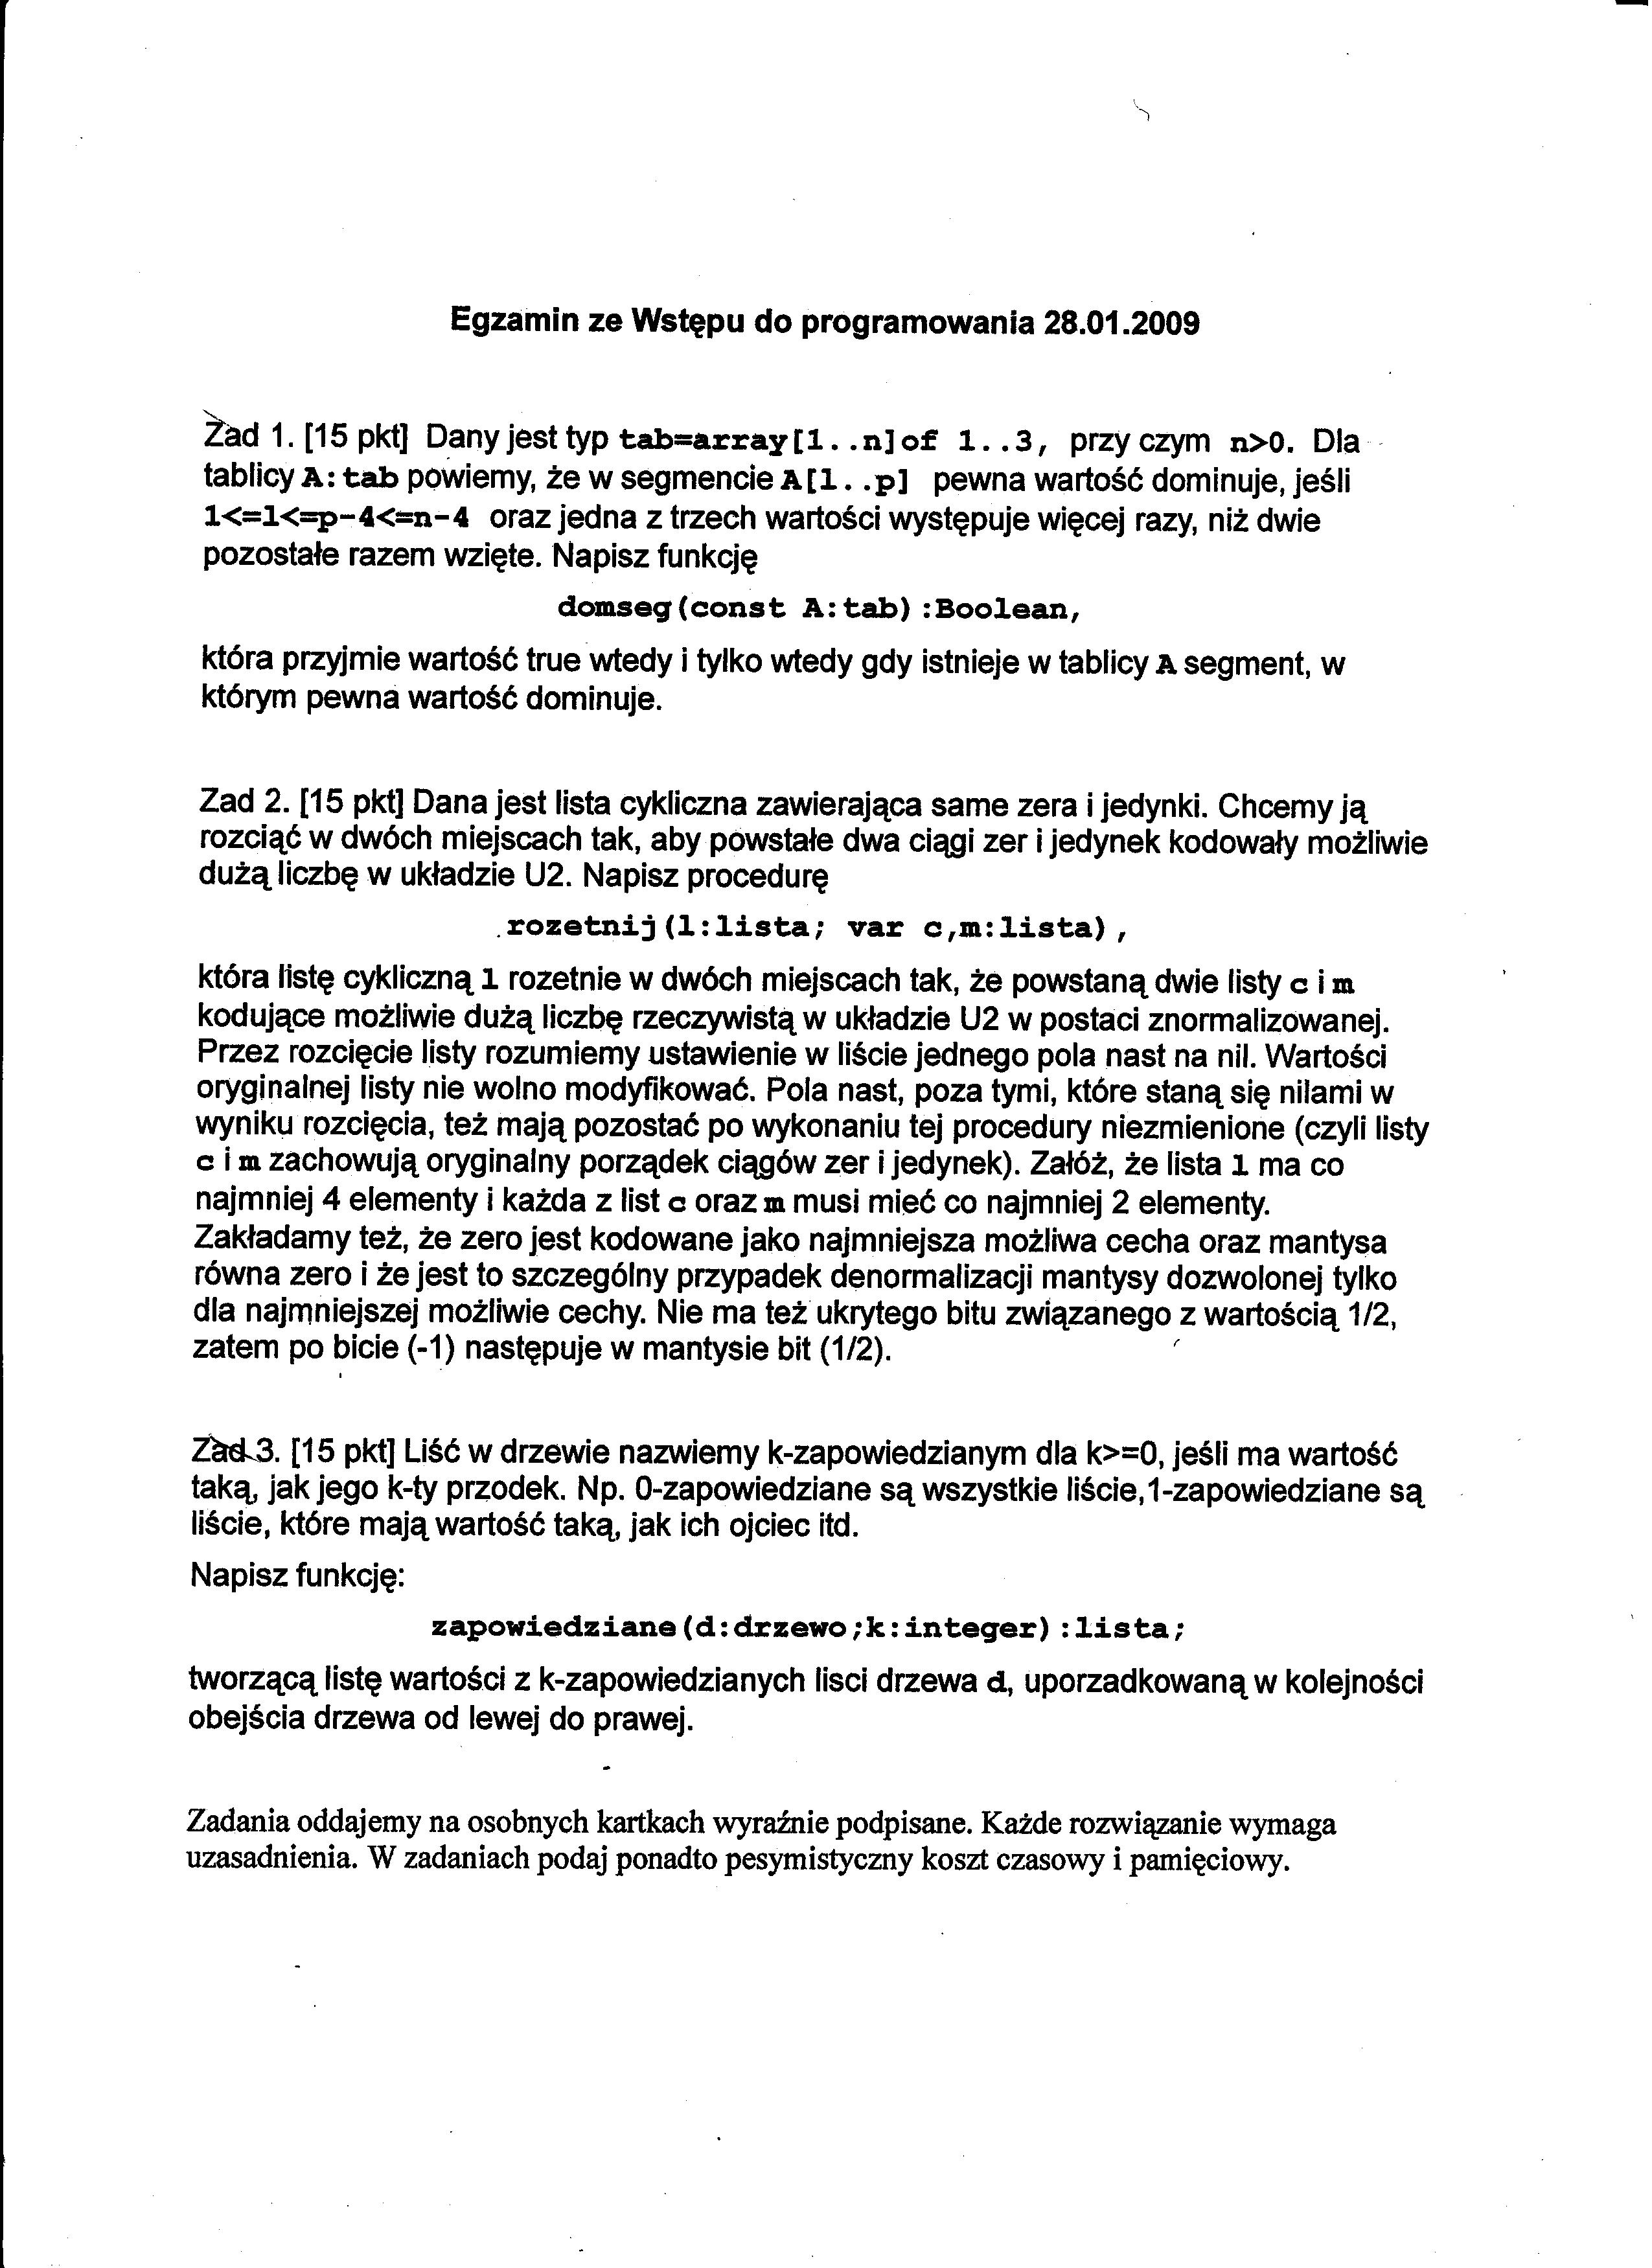 Egzamin ze Wstępu do programowania 28.01.2009
Zad 1. [15 pkt] Dany jest typ tab=array[1..n]of 1..3, przy czym n>0. Dla
tablicy A:tab powiemy, że w segmencie A[l..p] pewna wartość dominuje, jeśli
1<=l<=p-4<=n-4 oraz jedna z trzech wartości występuje więcej razy, niż dwie
pozostałe razem wzięte. Napisz funkcję
domseg(const A:tab):Boolean,
która przyjmie wartość true wtedy i tylko wtedy gdy istnieje w tablicy A segment, w
którym pewna wartość dominuje.
Zad 2. [15 pkt] Dana jest lista cykliczna zawierająca same zera i jedynki. Chcemy ją
rozciąć w dwóch miejscach tak, aby powstałe dwa ciągi zer i jedynek kodowały możliwie
dużą liczbę w układzie U2. Napisz procedurę
rozetnij(l:lista; var c,m:lista),
która listę cykliczną l rozetnie w dwóch miejscach tak, że powstaną dwie listy c i m
kodujące możliwie dużą liczbę rzeczywistą w układzie U2 w postaci znormalizowanej.
Przez rozcięcie listy rozumiemy ustawienie w liście jednego pola nast na nil. Wartości
oryginalnej listy nie wolno modyfikować. Pola nast, poza tymi, które staną się nilami w
wyniku rozcięcia, też mają pozostać po wykonaniu tej procedury niezmienione (czyli listy
c i m zachowują oryginalny porządek ciągów zer i jedynek). Załóż, że lista l ma co
najmniej 4 elementy i każda z list c oraz m musi mieć co najmniej 2 elementy.
Zakładamy też, że zero jest kodowane jako najmniejsza możliwa cecha oraz mantysa
równa zero i że jest to szczególny przypadek denormalizacji mantysy dozwolonej tylko
dla najmniejszej możliwie cechy. Nie ma też ukrytego bitu związanego z wartością 1/2,
zatem po bicie (-1) następuje w mantysie bit (1/2).
Zad 3. [15 pkt] Liść w drzewie nazwiemy k-zapowiedzianym dla k>=0, jeśli ma wartość
taką, jak jego k-ty przodek. Np. 0-zapowiedziane są wszystkie liście,1-zapowiedziane są
liście, które mają wartość taką, jak ich ojciec itd.
Napisz funkcję:
zapowiedziane(d:drzewo;k:integer):lista;
tworzącą listę wartości z k-zapowiedzianych lisci drzewa d, uporzadkowaną w kolejności
obejścia drzewa od lewej do prawej.
Zadania oddajemy na osobnych kartkach wyraźnie podpisane. Każde rozwiązanie wymaga
uzasadnienia. W zadaniach podaj ponadto pesymistyczny koszt czasowy i pamięciowy.